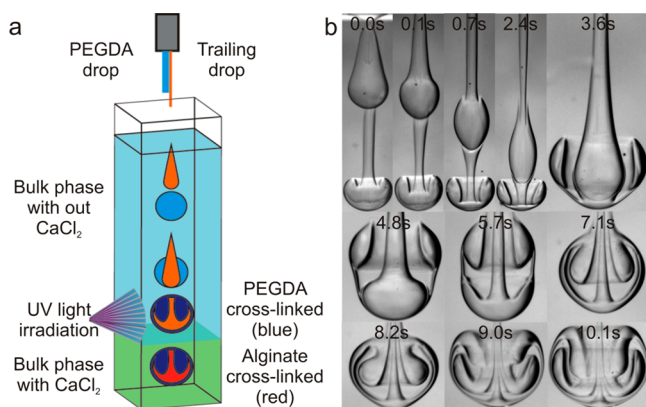 a
PEGDA
drop
Trailing
drop
Bulk phase
with out
CaCl₂
UV light
irradiation
PEGDA
cross-linked
(blue)
Bulk phase
with CaCl₂
Alginate
cross-linked
(red)
b
0.0s 0.1s 0.7s 2.4s 3.6s
4.8s 5.7s 7.1s
8.2s 9.0s 10.1s